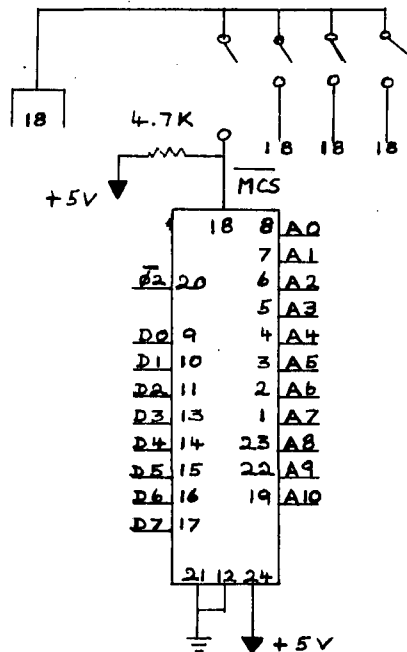 18
4.7K
18 18 18
+5V
MCS
18 8 A0
7 A1
φ2 20 6 A2
5 A3
D0 9 4 A4
D1 10 3 A5
D2 11 2 A6
D3 13 1 A7
D4 14 23 A8
D5 15 22 A9
D6 16 19 A10
D7 17
21 12 24
+5V